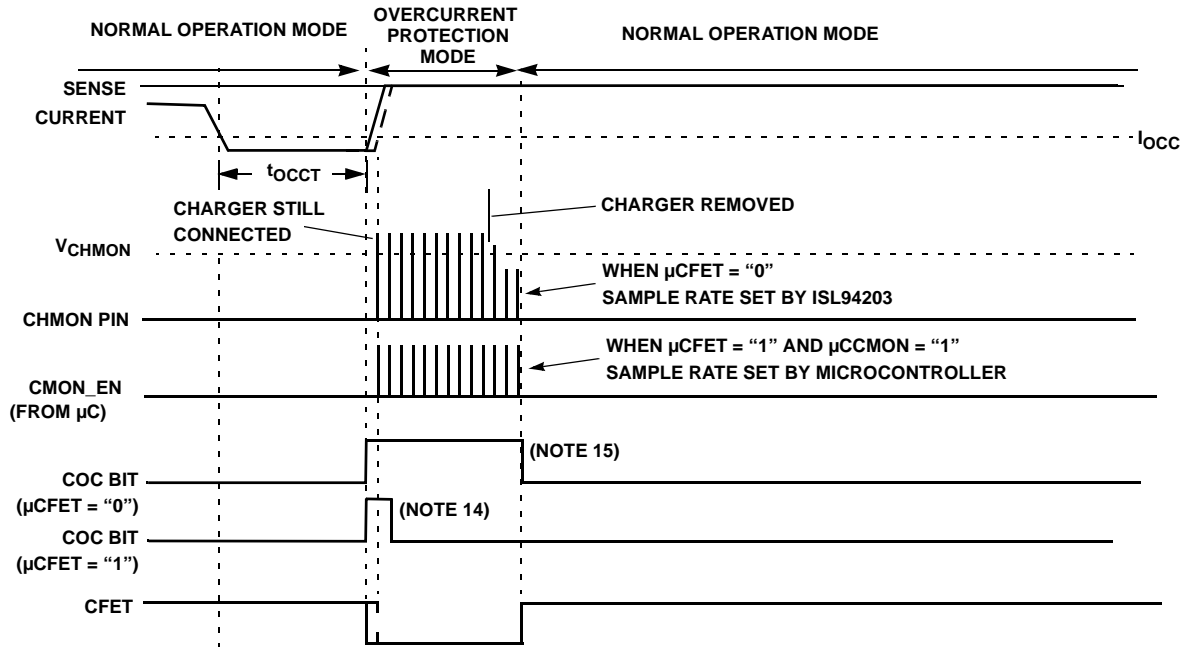 NORMAL OPERATION MODE
OVERCURRENT
PROTECTION
MODE
NORMAL OPERATION MODE
SENSE
CURRENT
IOCC
tOCCT
CHARGER STILL
CONNECTED
CHARGER REMOVED
VCHMON
WHEN µCFET = “0”
SAMPLE RATE SET BY ISL94203
CHMON PIN
WHEN µCFET = “1” AND µCCMON = “1”
SAMPLE RATE SET BY MICROCONTROLLER
CMON_EN
(FROM µC)
(NOTE 15)
COC BIT
(µCFET = “0”)
(NOTE 14)
COC BIT
(µCFET = “1”)
CFET